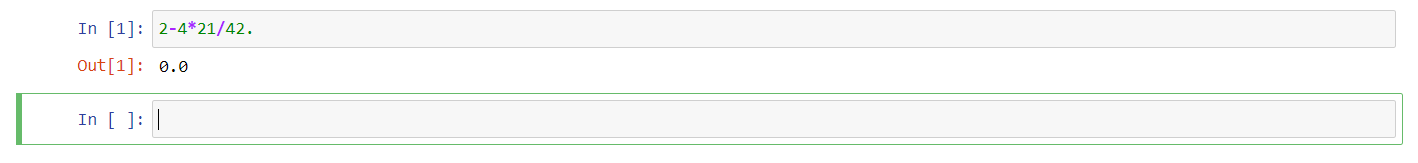 In [1]: 2-4*21/42.
Out[1]: 0.0
In [ ]: